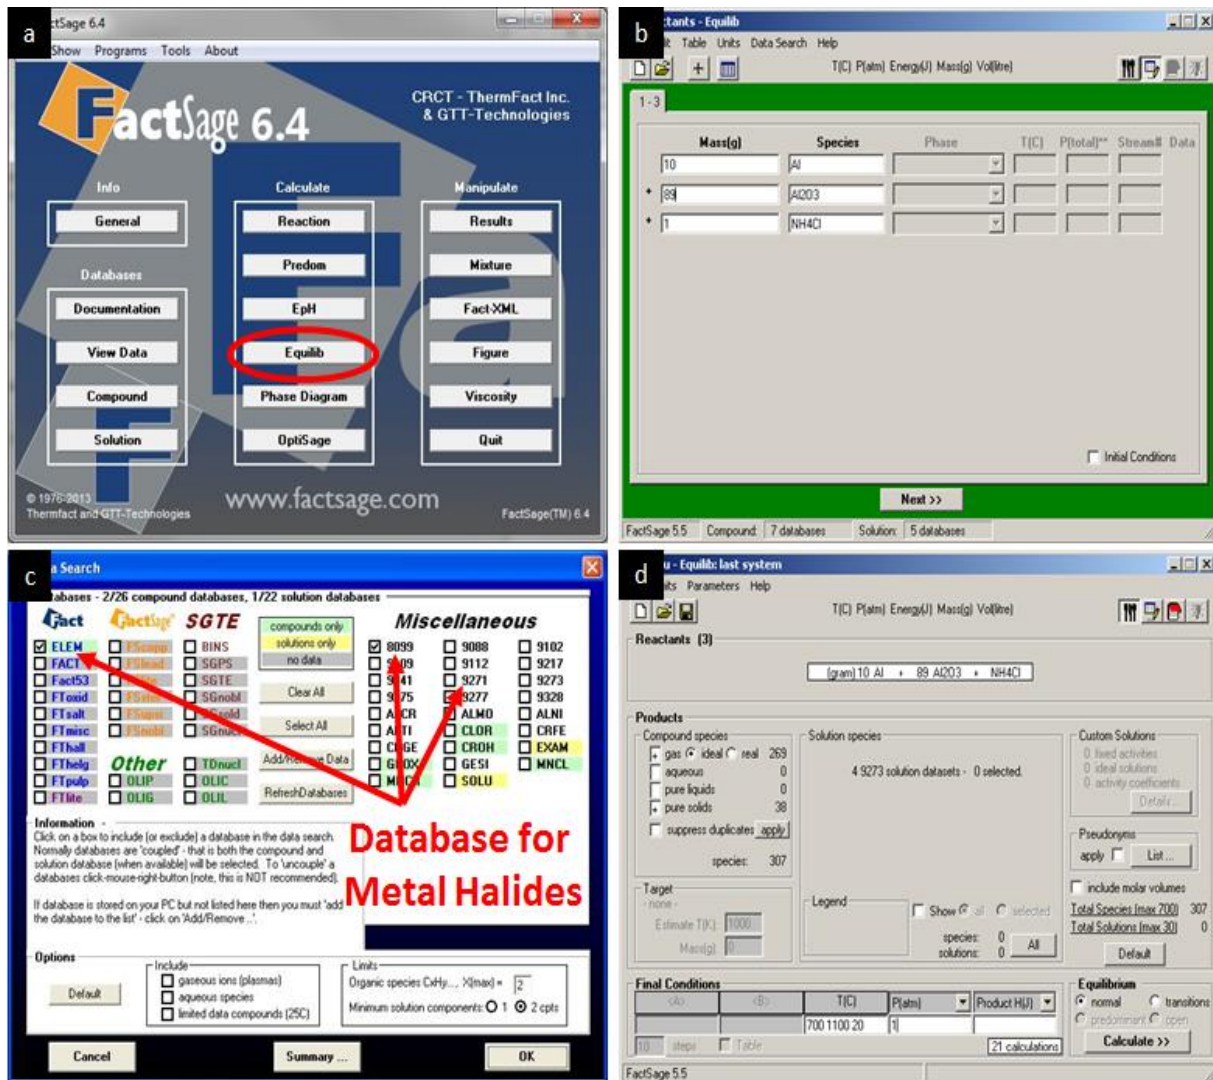 a
ctSage 6.4
Show Programs Tools About
FactSage 6.4
CRCT - ThermFact Inc.
& GTT-Technologies
Info
Calculate
Manipulate
General
Reaction
Results
Databases
Predom
Mixture
Documentation
EpH
Fact-XML
View Data
Equilib
Figure
Compound
Phase Diagram
Viscosity
Solution
OptiSage
Quit
© 1976-2013
Thermfact and GTT-Technologies
www.factsage.com
FactSage(TM) 6.4
b
tants - Equilib
Table Units Data Search Help
T(C) P(atm) Energy(J) Mass(g) Vol(litre)
1 - 3
Mass(g) Species Phase T(C) P(total)** Stream# Data
10 Al
+ 89 Al2O3
+ 1 NH4Cl
Initial Conditions
Next >>
FactSage 5.5 Compound: 7 databases Solution: 5 databases
c
a Search
atabases - 2/26 compound databases, 1/22 solution databases
Fact FactSage SGTE
compounds only
solutions only
no data
Miscellaneous
ELEM FScopp BINS
8099 9088 9102
FACT FSlead SGPS
9112 9217
Fact53 SGTE
9271 9273
FToxid SGnobl
9277 9328
FTsalt SGsold
ALMO ALNI
FTmisc FSnobl SGnucl
CLOR CRFE
FThall
CROH EXAM
FThelg Other TDnucl
GESI MNCL
FTpulp OLIP OLIC
SOLU
FTlite OLIG OLIL
Clear All
Select All
Add/Remove Data
RefreshDatabases
Database for
Metal Halides
Information -
Click on a box to include (or exclude) a database in the data search.
Normally databases are 'coupled' - that is both the compound and
solution database (when available) will be selected. To 'uncouple' a
databases click-mouse-right-button (note, this is NOT recommended).
If database is stored on your PC but not listed here then you must 'add
the database to the list' - click on 'Add/Remove ...'.
Options
Default
Include
gaseous ions (plasmas)
aqueous species
limited data compounds (25C)
Limits
Organic species CxHy..., X(max) = 2
Minimum solution components: 1 2 cpts
Cancel
Summary ...
OK
d
u - Equilib: last system
its Parameters Help
T(C) P(atm) Energy(J) Mass(g) Vol(litre)
Reactants (3)
(gram) 10 Al + 89 Al2O3 + NH4Cl
Products
Compound species
+ gas ideal real 269
aqueous 0
pure liquids 0
+ pure solids 38
suppress duplicates apply
species: 307
Target
- none -
Estimate T(K): 1000
Mass(g): 0
Solution species
4 9273 solution datasets - 0 selected.
Legend
Show all selected
species: 0
solutions: 0
All
Custom Solutions
0 fixed activities
0 ideal solutions
0 activity coefficients
Details ...
Pseudonyms
apply List ...
include molar volumes
Total Species (max 700) 307
Total Solutions (max 30) 0
Default
Final Conditions
<A> <B> T(C) P(atm) Product H(J)
700 1100 20 1
10 steps Table
21 calculations
Equilibrium
normal transitions
predominant open
Calculate >>
FactSage 5.5